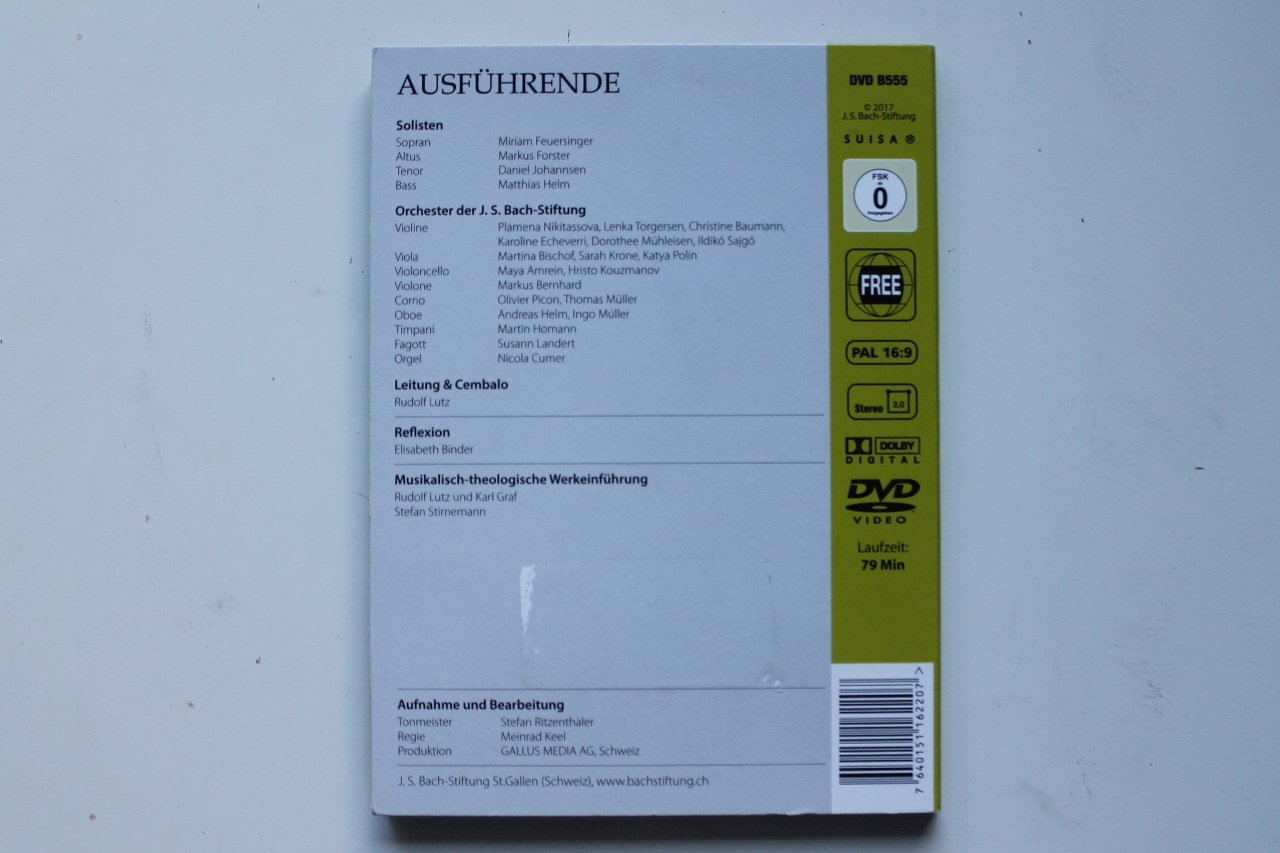 AUSFÜHRENDE
Solisten
Sopran Miriam Feuersinger
Altus Markus Forster
Tenor Daniel Johannsen
Bass Matthias Helm
Orchester der J. S. Bach-Stiftung
Violine Plamena Nikitassova, Lenka Torgersen, Christine Baumann,
Karoline Echeverri, Dorothee Mühleisen, Ildikó Sajgó
Viola Martina Bischof, Sarah Krone, Katya Polin
Violoncello Maya Amrein, Hristo Kouzmanov
Violone Markus Bernhard
Corno Olivier Picon, Thomas Müller
Oboe Andreas Helm, Ingo Müller
Timpani Martin Homann
Fagott Susann Landert
Orgel Nicola Cumer
Leitung & Cembalo
Rudolf Lutz
Reflexion
Elisabeth Binder
Musikalisch-theologische Werkeinführung
Rudolf Lutz und Karl Graf
Stefan Stirnemann
Aufnahme und Bearbeitung
Tonmeister Stefan Ritzenthaler
Regie Meinrad Keel
Produktion GALLUS MEDIA AG, Schweiz
J. S. Bach-Stiftung St.Gallen (Schweiz), www.bachstiftung.ch
DVD B555
© 2017
J. S. Bach-Stiftung
SUISA ®
FSK
ab
0
freigegeben
FREE
PAL 16:9
Stereo 2.0
DOLBY
DIGITAL
DVD
VIDEO
Laufzeit:
79 Min
7 640151 162207 >